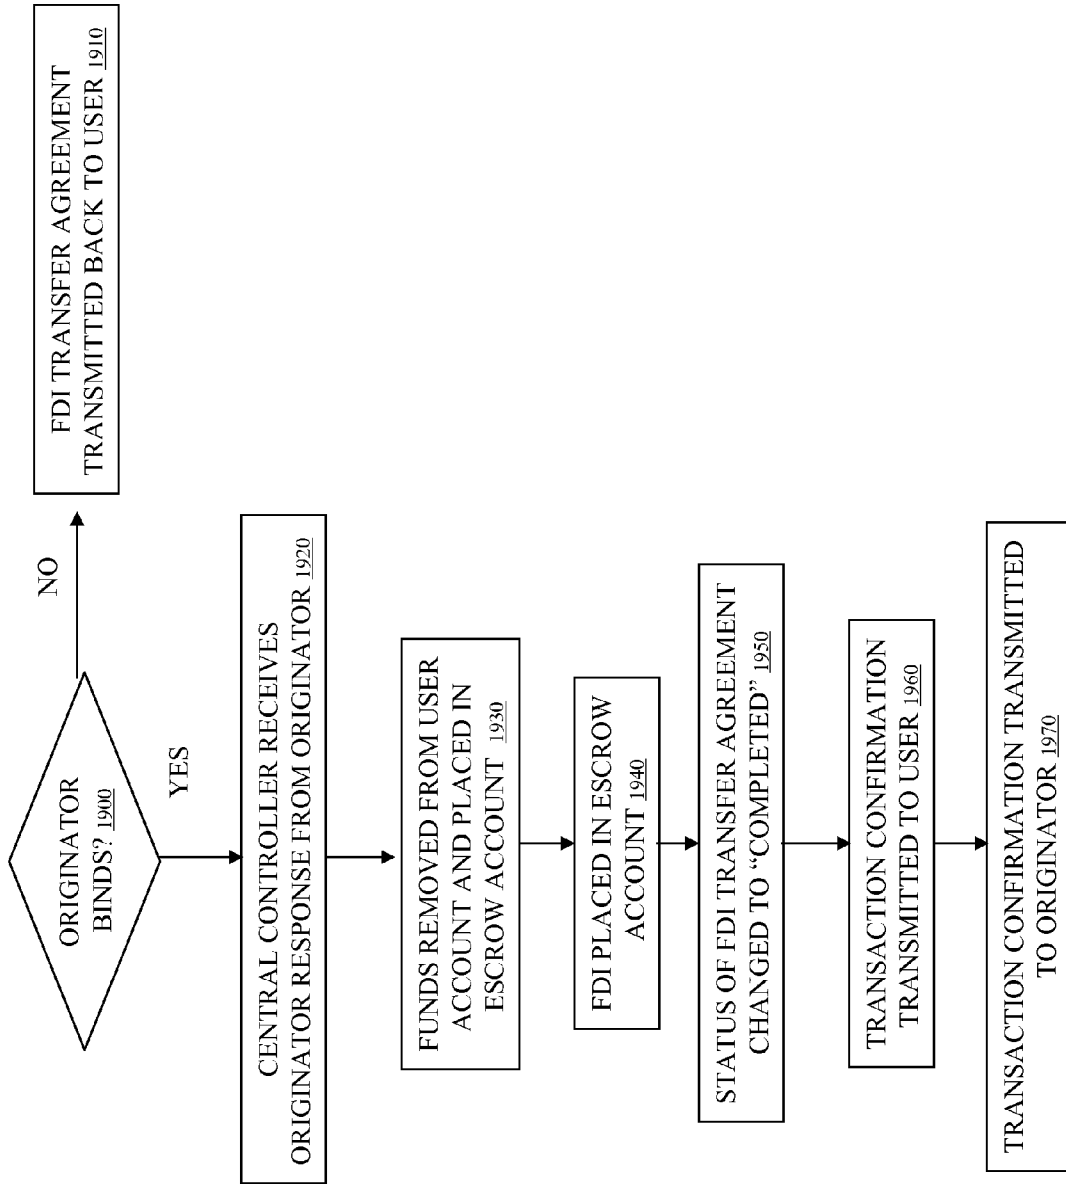 ORIGINATOR
BINDS? 1900
NO
FDI TRANSFER AGREEMENT
TRANSMITTED BACK TO USER 1910
YES
CENTRAL CONTROLLER RECEIVES
ORIGINATOR RESPONSE FROM ORIGINATOR 1920
FUNDS REMOVED FROM USER
ACCOUNT AND PLACED IN
ESCROW ACCOUNT 1930
FDI PLACED IN ESCROW
ACCOUNT 1940
STATUS OF FDI TRANSFER AGREEMENT
CHANGED TO “COMPLETED” 1950
TRANSACTION CONFIRMATION
TRANSMITTED TO USER 1960
TRANSACTION CONFIRMATION TRANSMITTED
TO ORIGINATOR 1970